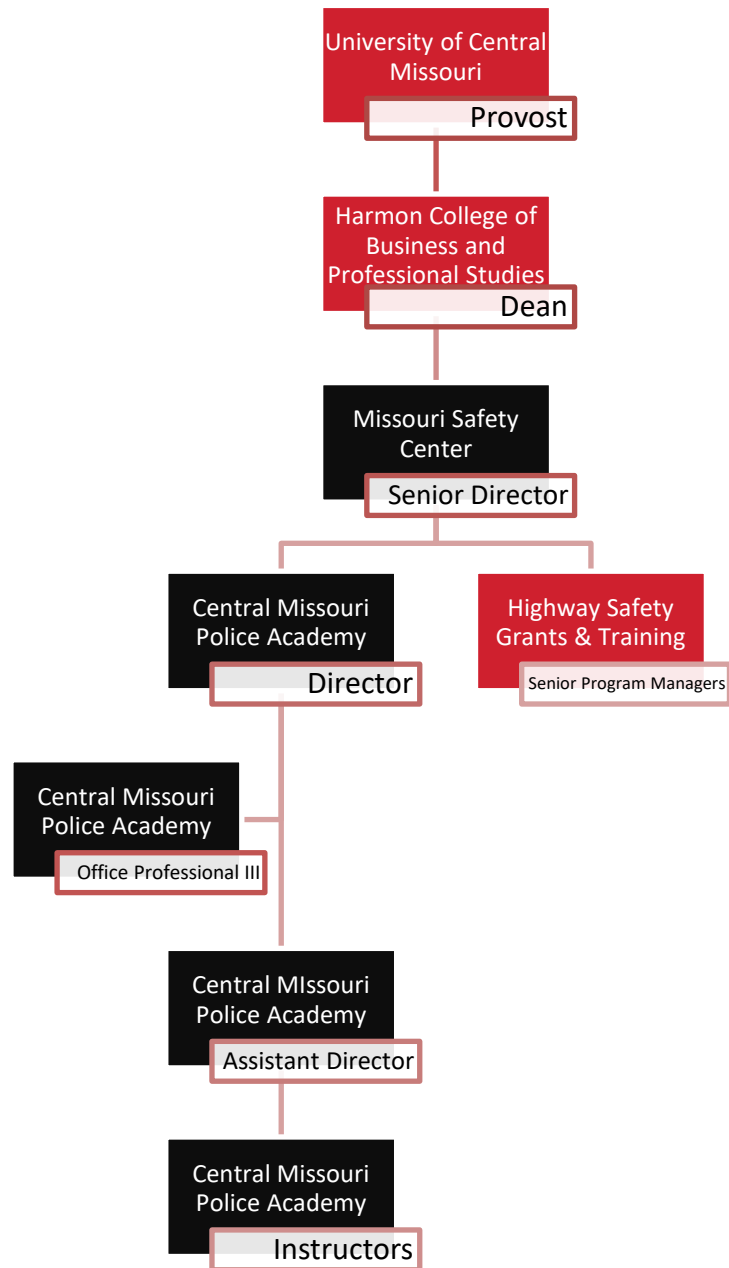 University of Central
Missouri
Provost
Harmon College of
Business and
Professional Studies
Dean
Missouri Safety
Center
Senior Director
Central Missouri
Police Academy
Director
Highway Safety
Grants & Training
Senior Program Managers
Central Missouri
Police Academy
Office Professional III
Central MIssouri
Police Academy
Assistant Director
Central Missouri
Police Academy
Instructors